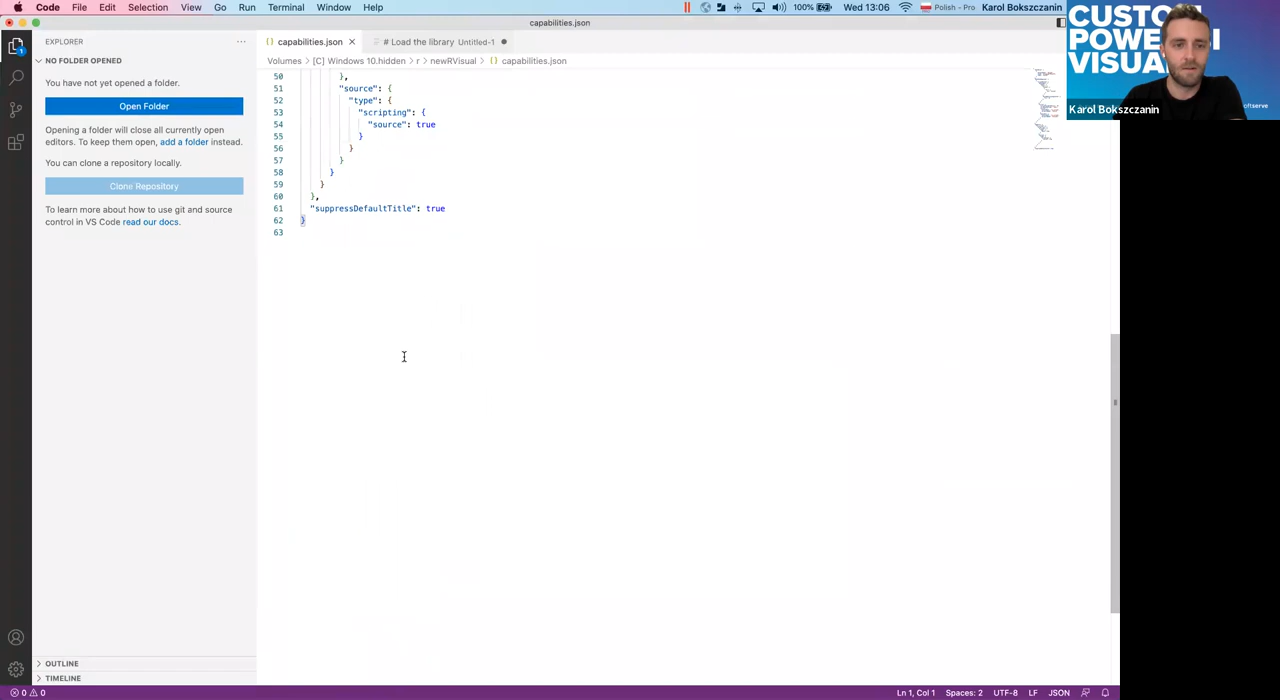 Code File Edit Selection View Go Run Terminal Window Help
100% Wed 13:06 Polish - Pro Karol Bokszczanin
capabilities.json
EXPLORER
NO FOLDER OPENED
You have not yet opened a folder.
Open Folder
Opening a folder will close all currently open
editors. To keep them open, add a folder instead.
You can clone a repository locally.
Clone Repository
To learn more about how to use git and source
control in VS Code read our docs.
OUTLINE
TIMELINE
{} capabilities.json
# Load the library Untitled-1
Volumes > [C] Windows 10.hidden > r > newRVisual > {} capabilities.json
50 },
51 "source": {
52 "type": {
53 "scripting": {
54 "source": true
55 }
56 }
57 }
58 }
59 }
60 },
61 "suppressDefaultTitle": true
62 }
63
0 0
Ln 1, Col 1 Spaces: 2 UTF-8 LF JSON
POWE I
VISUA
Karol Bokszczanin
oftserve
1